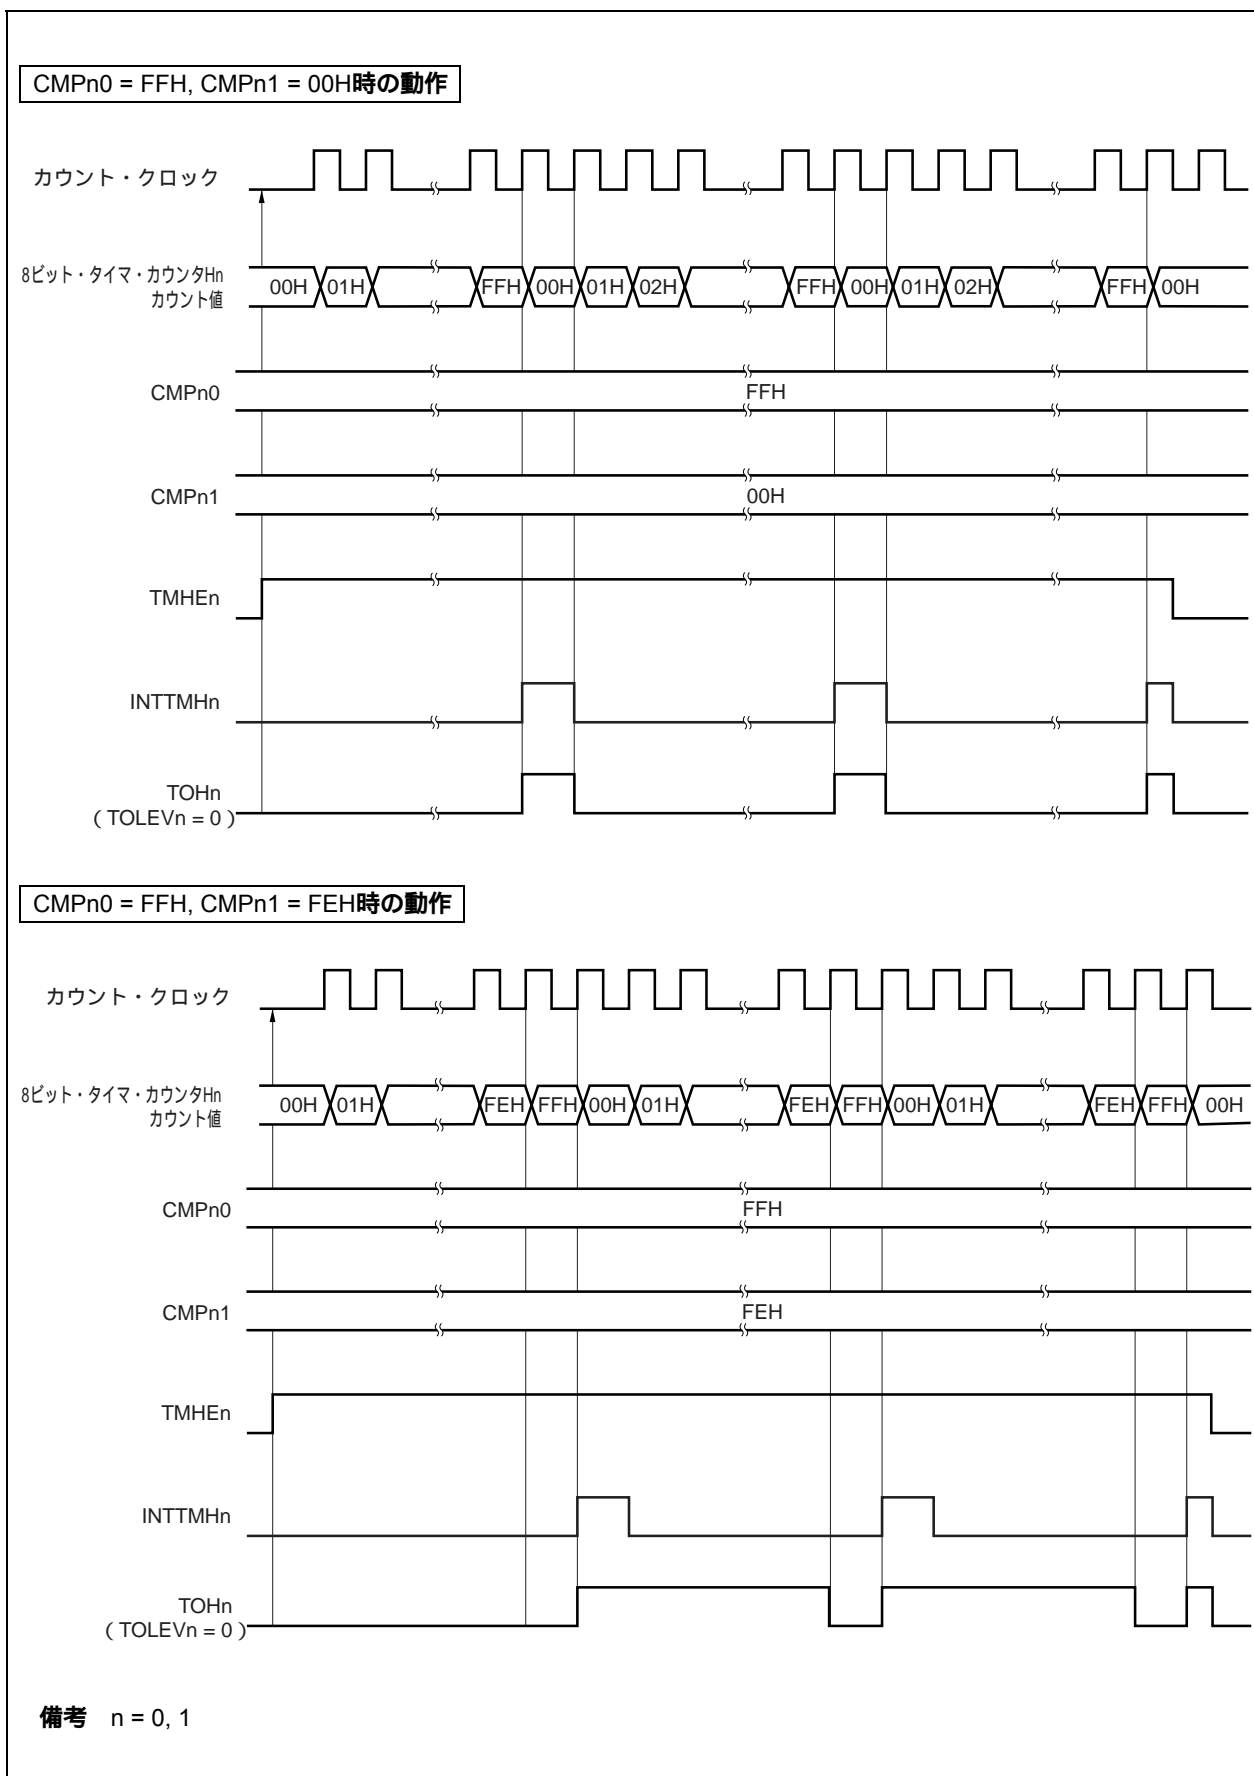 CMPn0 = FFH, CMPn1 = 00H時の動作
カウント・クロック
8ビット・タイマ・カウンタHn
カウント値
00H 01H FFH 00H 01H 02H FFH 00H 01H 02H FFH 00H
CMPn0 FFH
CMPn1 00H
TMHEn
INTTMHn
TOHn
(TOLEVn = 0)
CMPn0 = FFH, CMPn1 = FEH時の動作
カウント・クロック
8ビット・タイマ・カウンタHn
カウント値
00H 01H FEH FFH 00H 01H FEH FFH 00H 01H FEH FFH 00H
CMPn0 FFH
CMPn1 FEH
TMHEn
INTTMHn
TOHn
(TOLEVn = 0)
備考 n = 0, 1